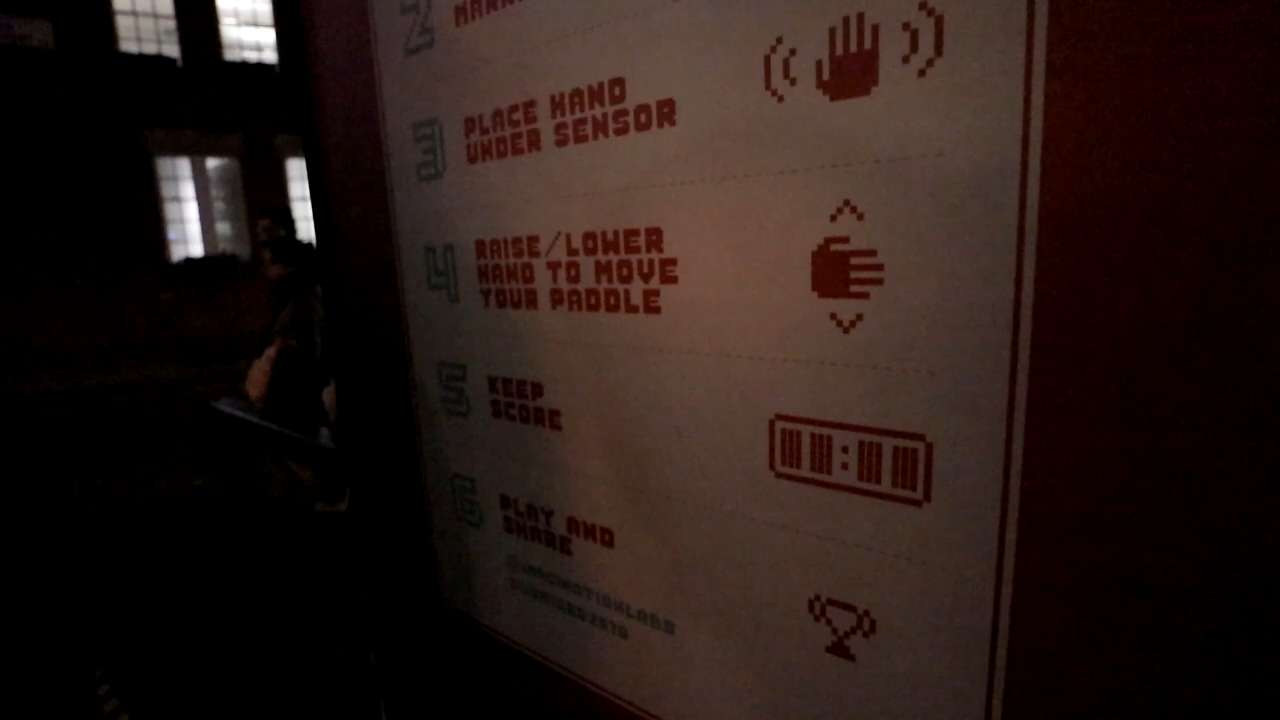 2
3
PLACE HAND
UNDER SENSOR
4
RAISE/LOWER
HAND TO MOVE
YOUR PADDLE
5
KEEP
SCORE
6
PLAY AND
SHARE